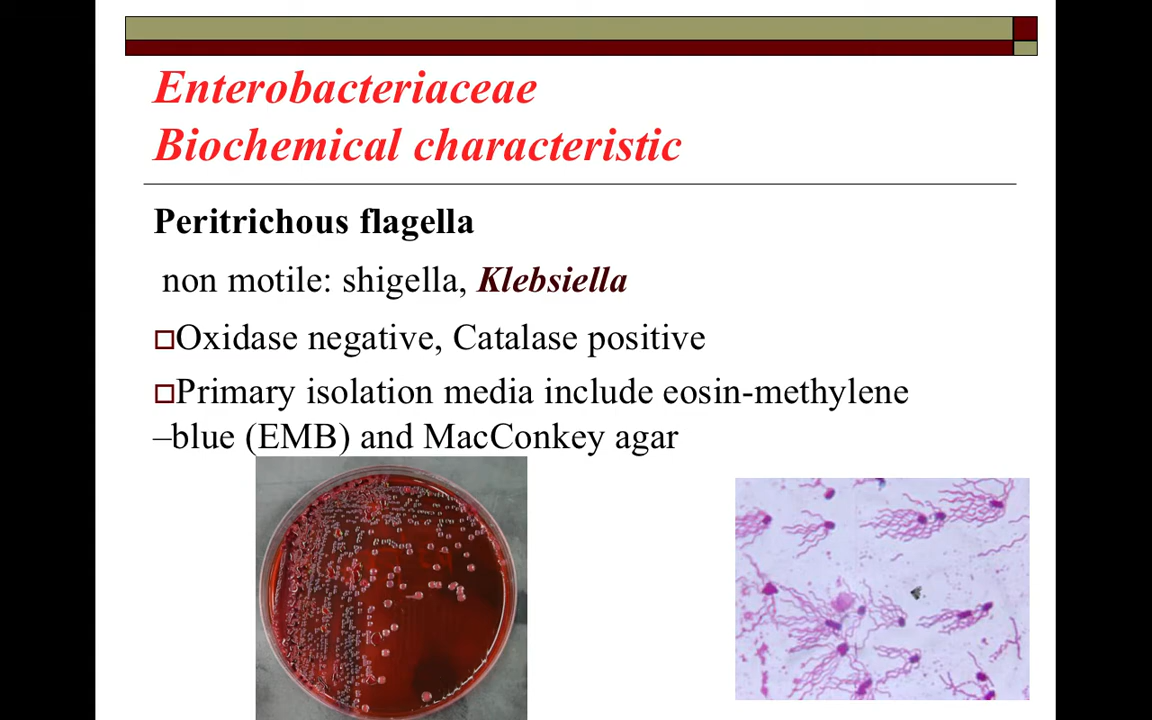 Enterobacteriaceae
Biochemical characteristic
Peritrichous flagella
non motile: shigella, Klebsiella
Oxidase negative, Catalase positive
Primary isolation media include eosin-methylene
–blue (EMB) and MacConkey agar